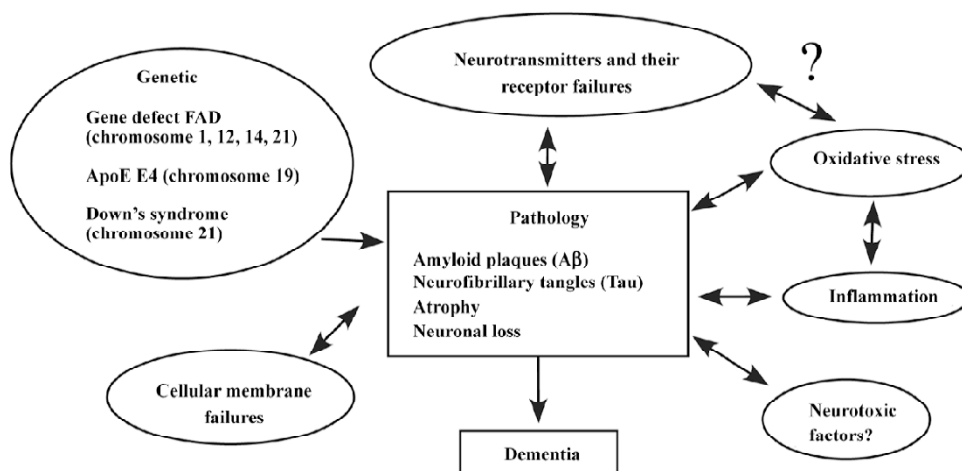 Genetic
Gene defect FAD
(chromosome 1, 12, 14, 21)
ApoE E4 (chromosome 19)
Down's syndrome
(chromosome 21)
Neurotransmitters and their
receptor failures
?
Oxidative stress
Pathology
Amyloid plaques (Aβ)
Neurofibrillary tangles (Tau)
Atrophy
Neuronal loss
Inflammation
Cellular membrane
failures
Neurotoxic
factors?
Dementia